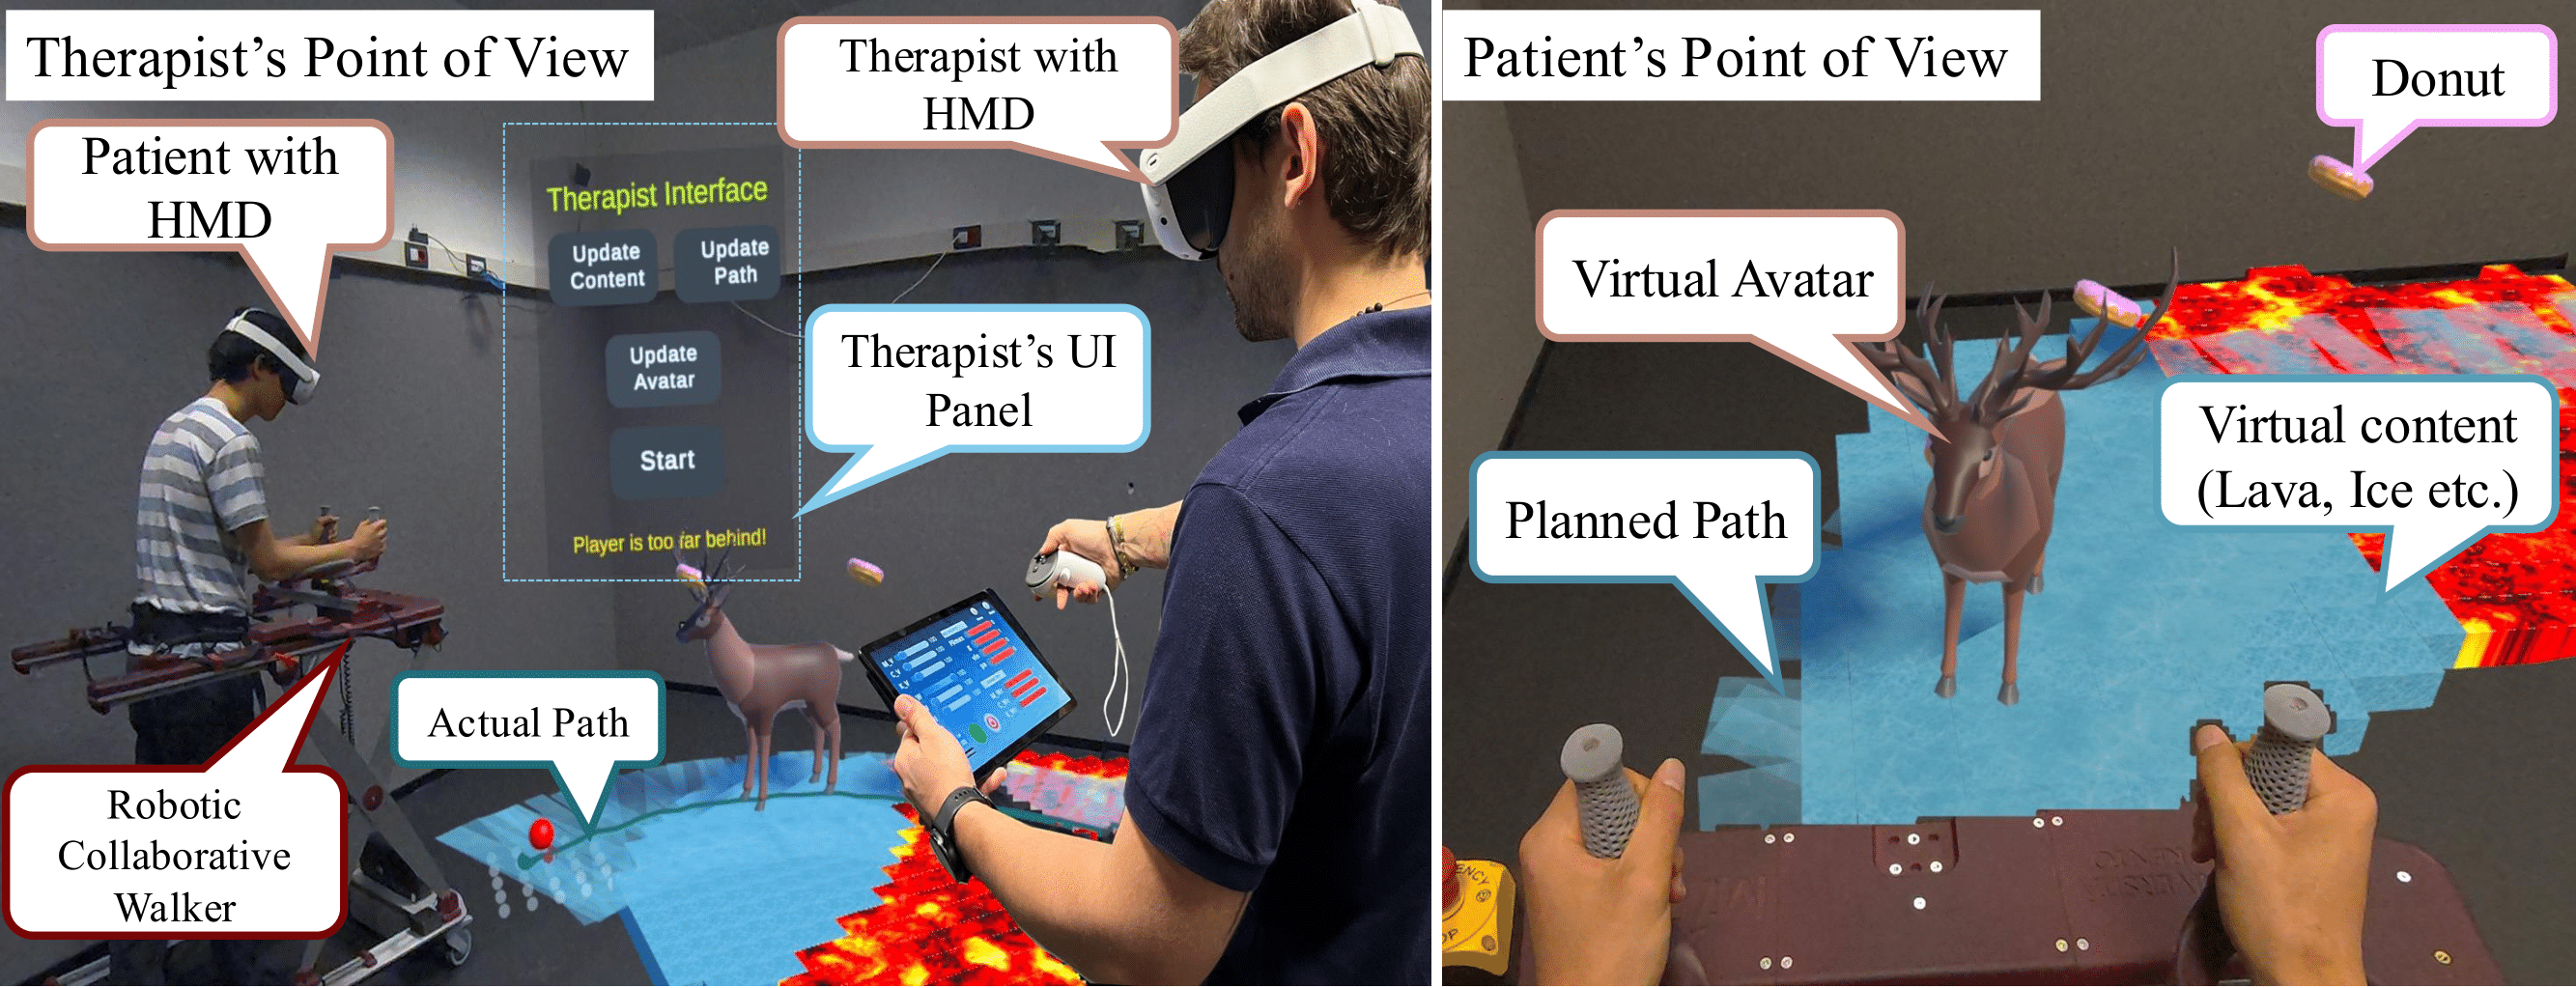 Therapist's Point of View
Patient with
HMD
Therapist with
HMD
Therapist Interface
Update
Content
Update
Path
Update
Avatar
Start
Player is too far behind!
Therapist's UI
Panel
Actual Path
Robotic
Collaborative
Walker
Patient's Point of View
Donut
Virtual Avatar
Planned Path
Virtual content
(Lava, Ice etc.)